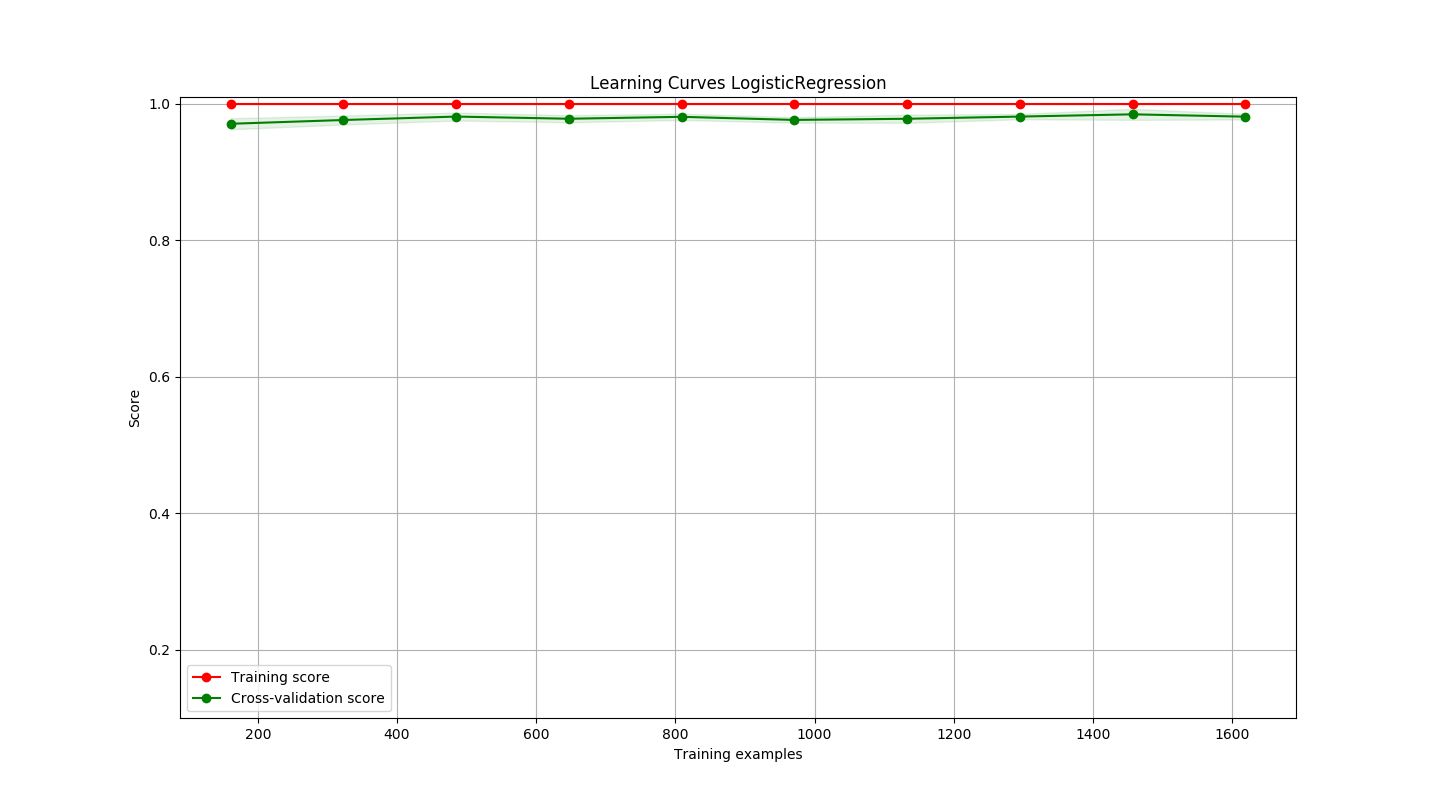 Learning Curves LogisticRegression
1.0
0.8
0.6
0.4
0.2
Score
Training score
Cross-validation score
200 400 600 800 1000 1200 1400 1600
Training examples